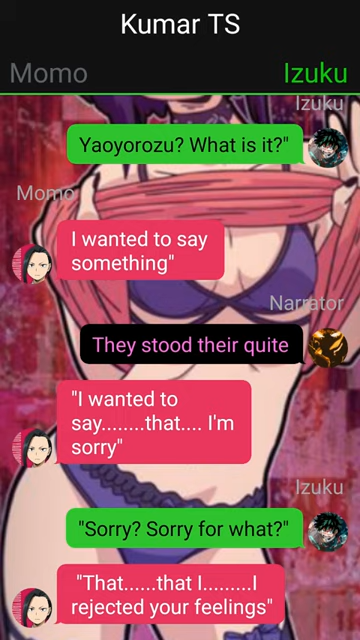 Kumar TS
Momo
Izuku
Izuku
Yaoyorozu? What is it?"
Momo
I wanted to say
something"
Narrator
They stood their quite
"I wanted to
say........that.... I'm
sorry"
Izuku
"Sorry? Sorry for what?"
"That......that I.........I
rejected your feelings"